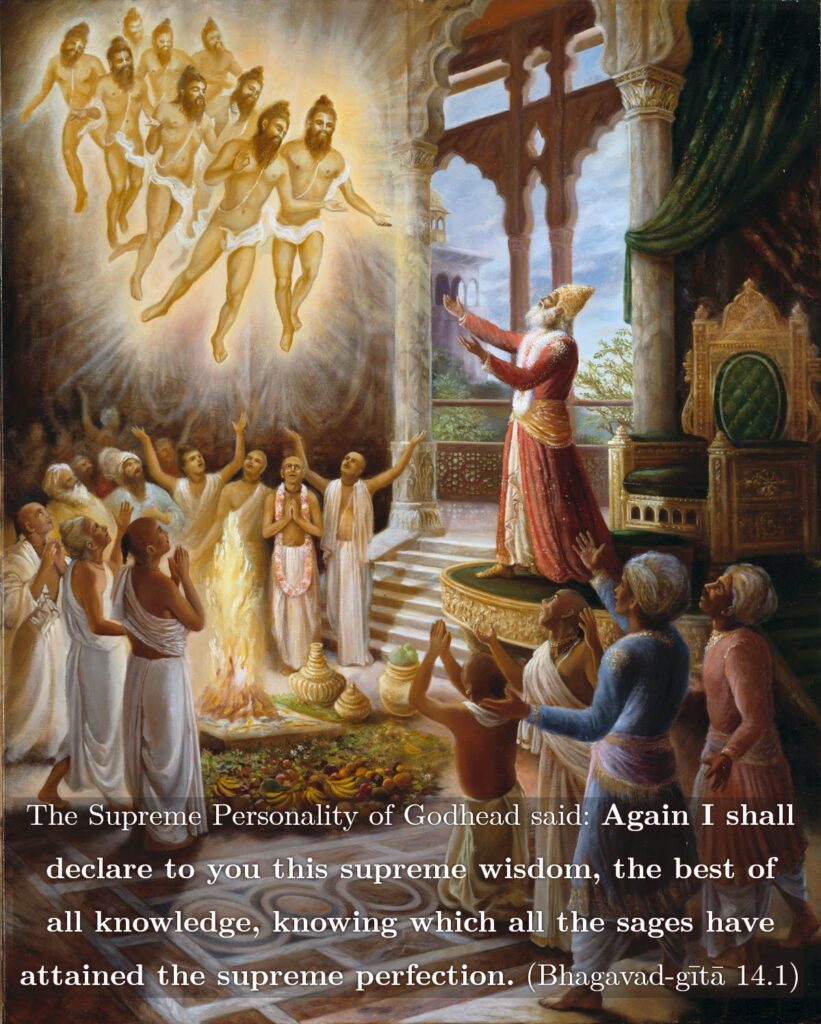 The Supreme Personality of Godhead said: Again I shall
declare to you this supreme wisdom, the best of
all knowledge, knowing which all the sages have
attained the supreme perfection. (Bhagavad-gītā 14.1)